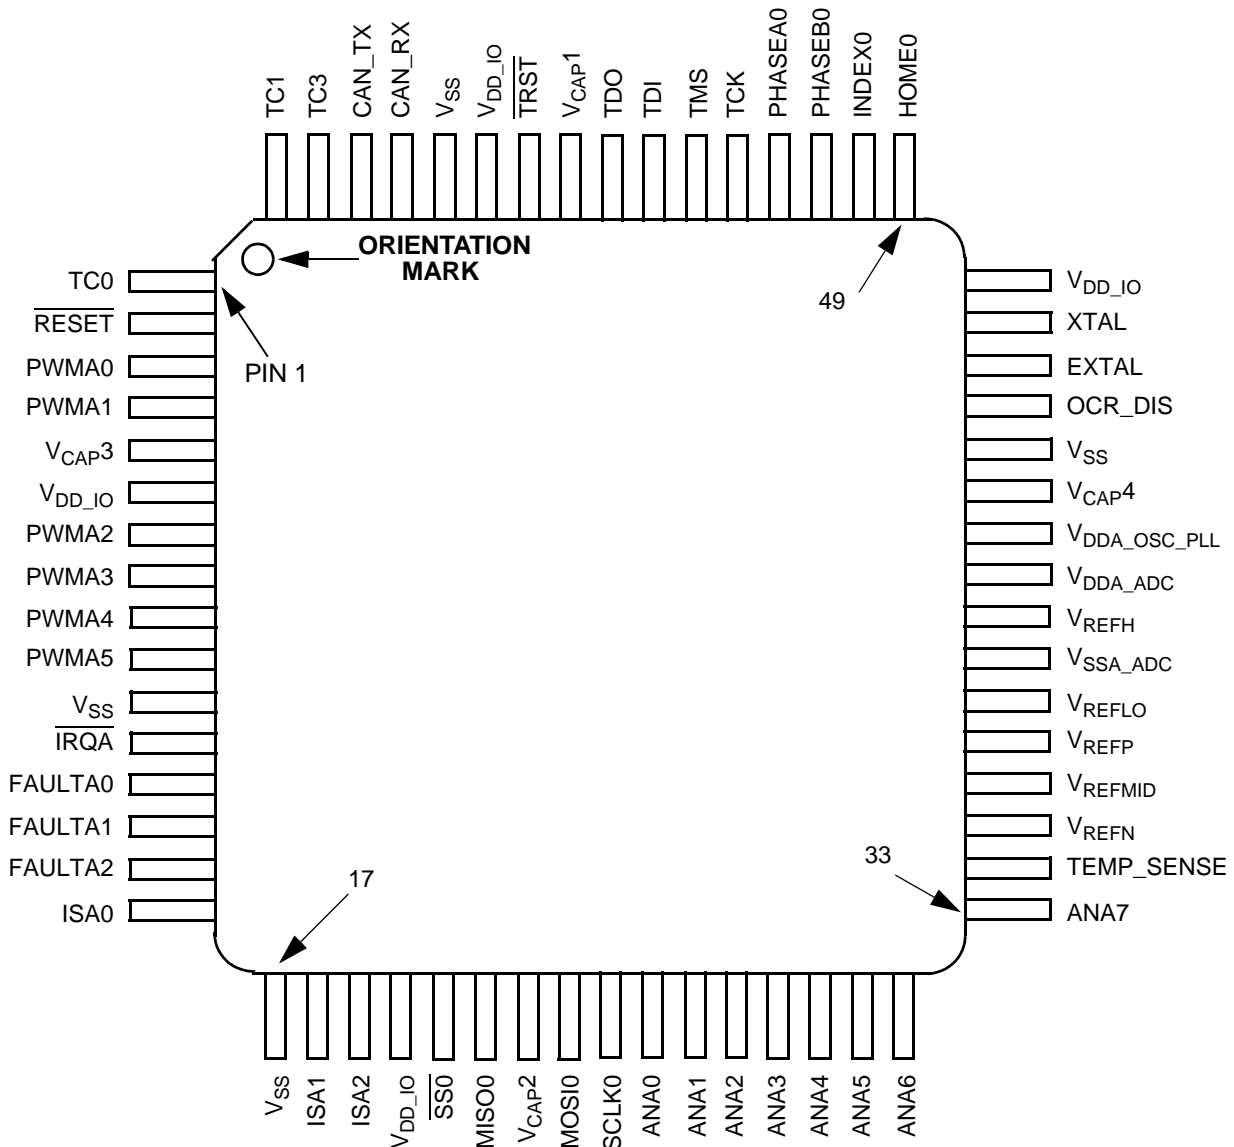 TC1
TC3
CAN_TX
CAN_RX
VSS
VDD_IO
TRST
VCAP1
TDO
TDI
TMS
TCK
PHASEA0
PHASEB0
INDEX0
HOME0
ORIENTATION
MARK
PIN 1
49
TC0
RESET
PWMA0
PWMA1
VCAP3
VDD_IO
PWMA2
PWMA3
PWMA4
PWMA5
VSS
IRQA
FAULTA0
FAULTA1
FAULTA2
ISA0
VDD_IO
XTAL
EXTAL
OCR_DIS
VSS
VCAP4
VDDA_OSC_PLL
VDDA_ADC
VREFH
VSSA_ADC
VREFLO
VREFP
VREFMID
VREFN
TEMP_SENSE
ANA7
17
33
VSS
ISA1
ISA2
VDD_IO
SS0
MISO0
VCAP2
MOSI0
SCLK0
ANA0
ANA1
ANA2
ANA3
ANA4
ANA5
ANA6